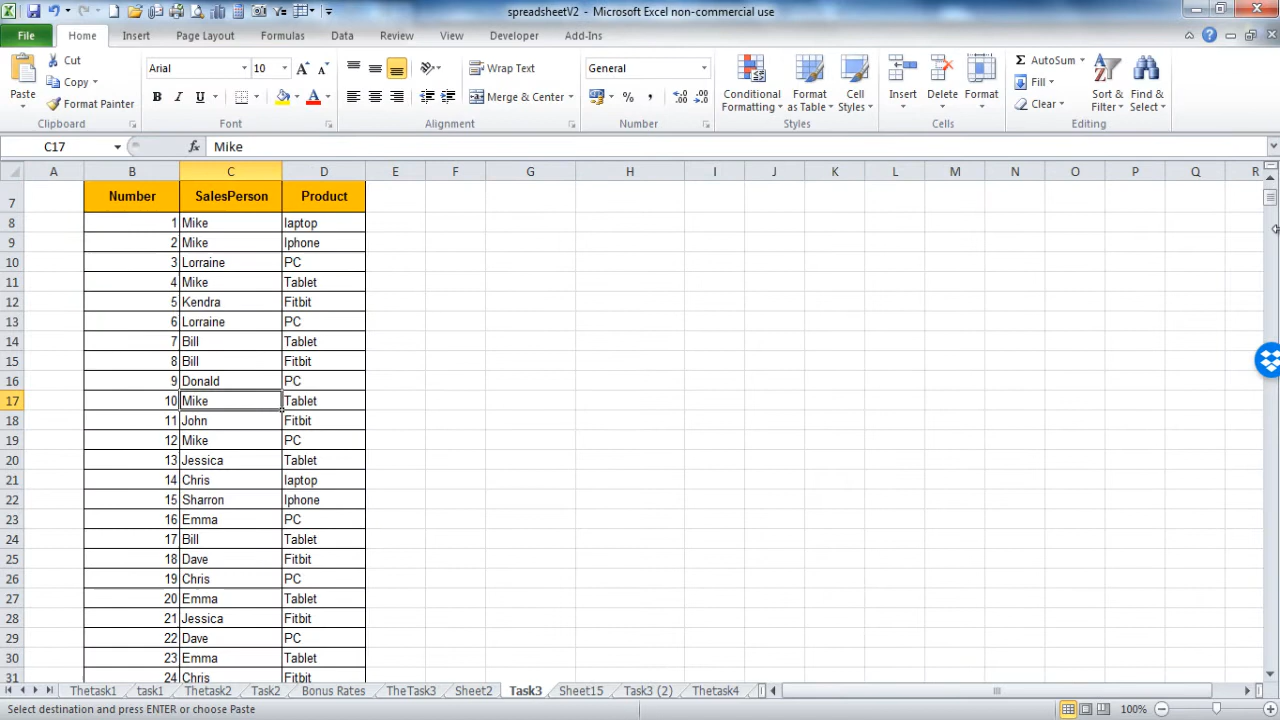 spreadsheetV2 - Microsoft Excel non-commercial use
File Home Insert Page Layout Formulas Data Review View Developer Add-Ins
Paste
Cut
Copy
Format Painter
Clipboard
Arial 10
B I U
Font
Wrap Text
Merge & Center
Alignment
General
%
Number
Conditional Formatting
Format as Table
Cell Styles
Styles
Insert Delete Format
Cells
AutoSum
Fill
Clear
Sort & Filter
Find & Select
Editing
C17 fx Mike
A B C D E F G H I J K L M N O P Q R
7 Number SalesPerson Product
8 1 Mike laptop
9 2 Mike Iphone
10 3 Lorraine PC
11 4 Mike Tablet
12 5 Kendra Fitbit
13 6 Lorraine PC
14 7 Bill Tablet
15 8 Bill Fitbit
16 9 Donald PC
17 10 Mike Tablet
18 11 John Fitbit
19 12 Mike PC
20 13 Jessica Tablet
21 14 Chris laptop
22 15 Sharron Iphone
23 16 Emma PC
24 17 Bill Tablet
25 18 Dave Fitbit
26 19 Chris PC
27 20 Emma Tablet
28 21 Jessica Fitbit
29 22 Dave PC
30 23 Emma Tablet
31 24 Chris Fitbit
Thetask1 task1 Thetask2 Task2 Bonus Rates TheTask3 Sheet2 Task3 Sheet15 Task3 (2) Thetask4
Select destination and press ENTER or choose Paste
100%